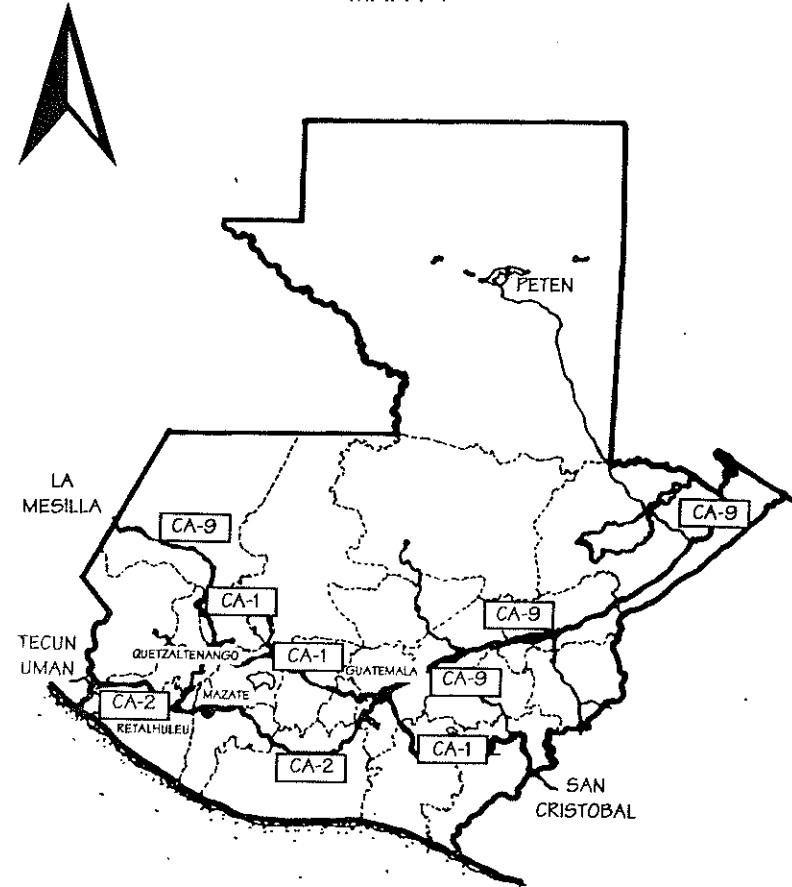 PETEN
LA
MESILLA
CA-9
CA-9
CA-1
CA-9
TECUN
UMAN
QUETZALTENANGO
CA-1
GUATEMALA
CA-9
CA-2
MAZATE
RETALHULEU
CA-1
CA-2
SAN
CRISTOBAL